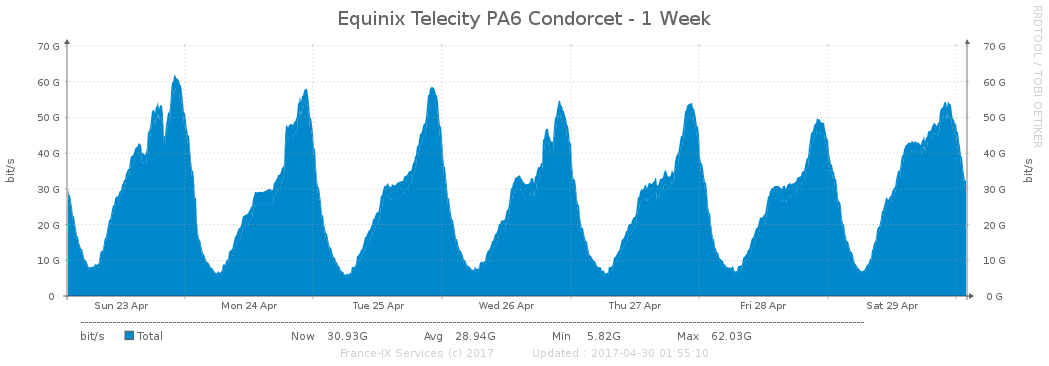 Equinix Telecity PA6 Condorcet - 1 Week
RRDTOOL / TOBI OETIKER
bit/s
70 G 70 G
60 G 60 G
50 G 50 G
40 G 40 G
30 G 30 G
20 G 20 G
10 G 10 G
0 0 G
bit/s
Sun 23 Apr Mon 24 Apr Tue 25 Apr Wed 26 Apr Thu 27 Apr Fri 28 Apr Sat 29 Apr
bit/s Total Now 30.93G Avg 28.94G Min 5.82G Max 62.03G
France-IX Services (c) 2017 Updated : 2017-04-30 01:55:10